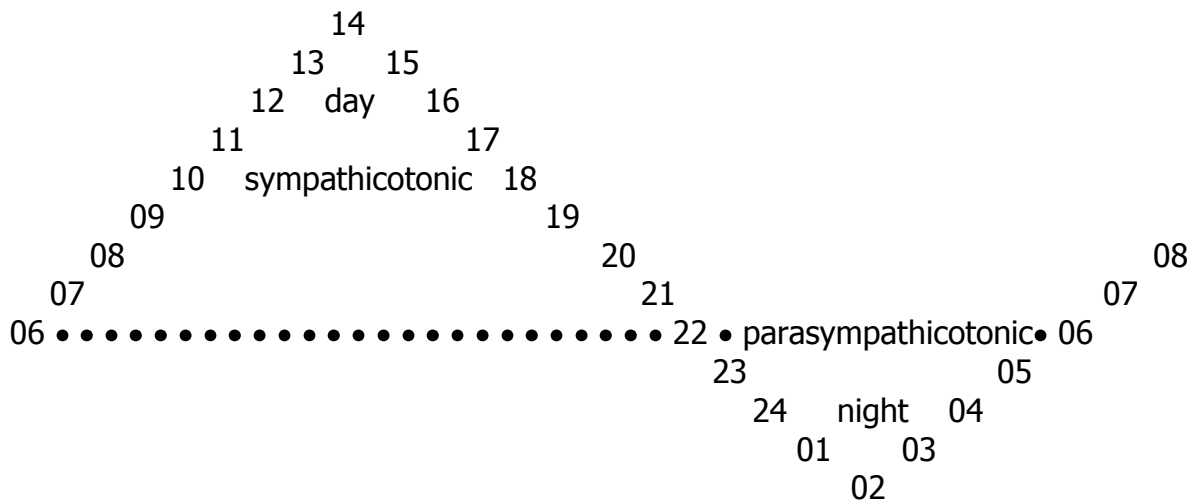 14
13 15
12 day 16
11 17
10 sympathicotonic 18
09 19
08 20 08
07 21 07
06 • • • • • • • • • • • • • • • • • • • • • • • • • 22 • parasympathicotonic • 06
23 05
24 night 04
01 03
02